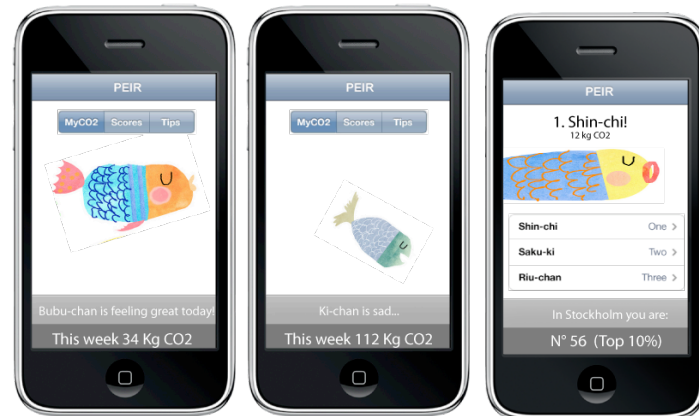 PEIR
MyCO2 Scores Tips
Bubu-chan is feeling great today!
This week 34 Kg CO2
PEIR
MyCO2 Scores Tips
Ki-chan is sad...
This week 112 Kg CO2
PEIR
1. Shin-chi!
12 kg CO2
Shin-chi One >
Saku-ki Two >
Riu-chan Three >
In Stockholm you are:
N° 56 (Top 10%)